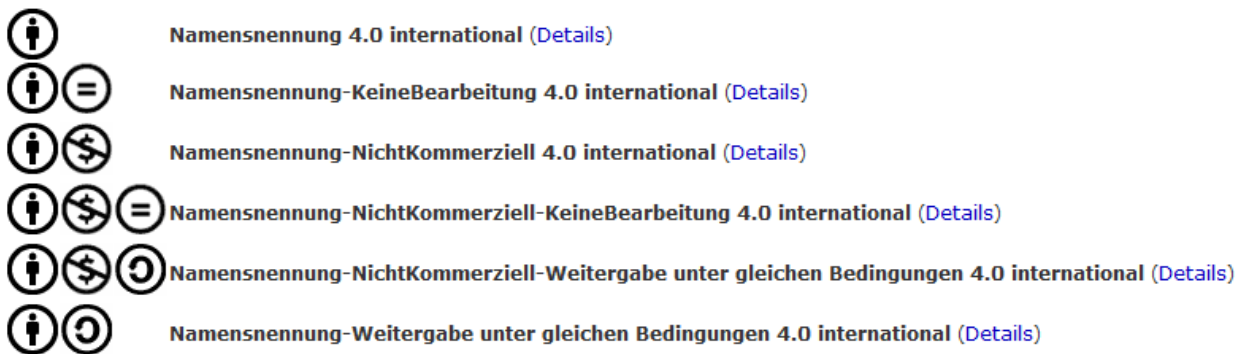 Namensnennung 4.0 international (Details)
Namensnennung-KeineBearbeitung 4.0 international (Details)
Namensnennung-NichtKommerziell 4.0 international (Details)
Namensnennung-NichtKommerziell-KeineBearbeitung 4.0 international (Details)
Namensnennung-NichtKommerziell-Weitergabe unter gleichen Bedingungen 4.0 international (Details)
Namensnennung-Weitergabe unter gleichen Bedingungen 4.0 international (Details)